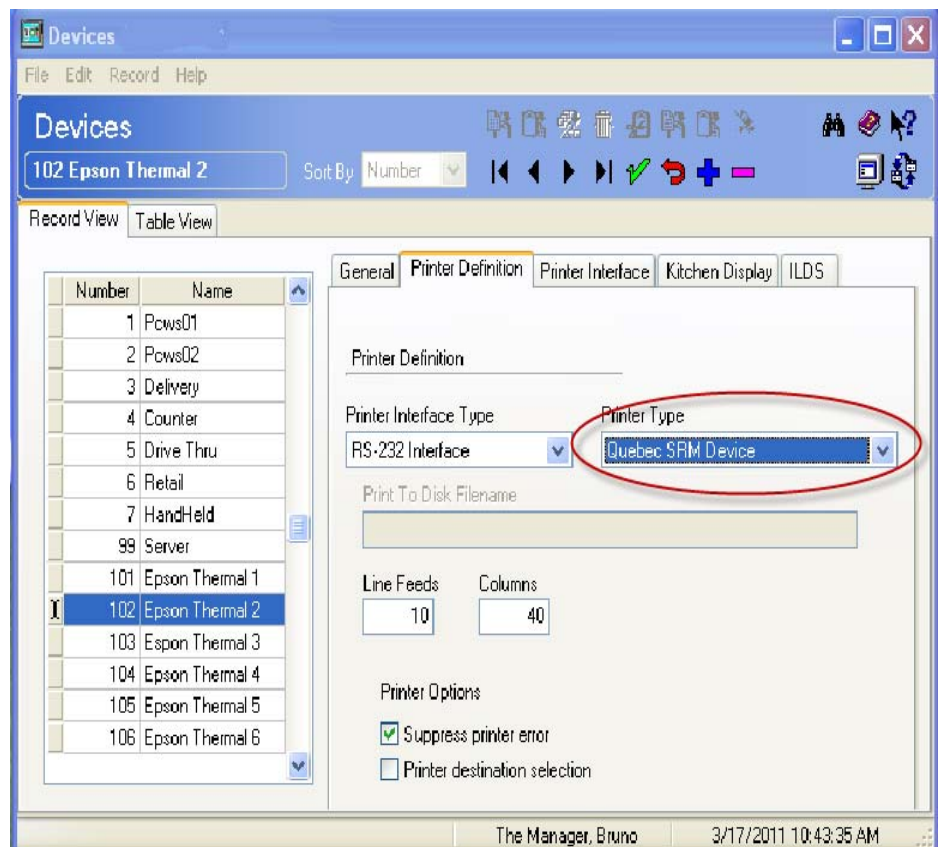 Devices
File Edit Record Help
Devices
102 Epson Thermal 2
Sort By Number
Record View Table View
General Printer Definition Printer Interface Kitchen Display ILDS
Number Name
1 Pcws01
2 Pcws02
3 Delivery
4 Counter
5 Drive Thru
6 Retail
7 HandHeld
99 Server
101 Epson Thermal 1
102 Epson Thermal 2
103 Espon Thermal 3
104 Epson Thermal 4
105 Epson Thermal 5
106 Epson Thermal 6
Printer Definition
Printer Interface Type Printer Type
RS-232 Interface Quebec SRM Device
Print To Disk Filename
Line Feeds Columns
10 40
Printer Options
Suppress printer error
Printer destination selection
The Manager, Bruno 3/17/2011 10:43:35 AM